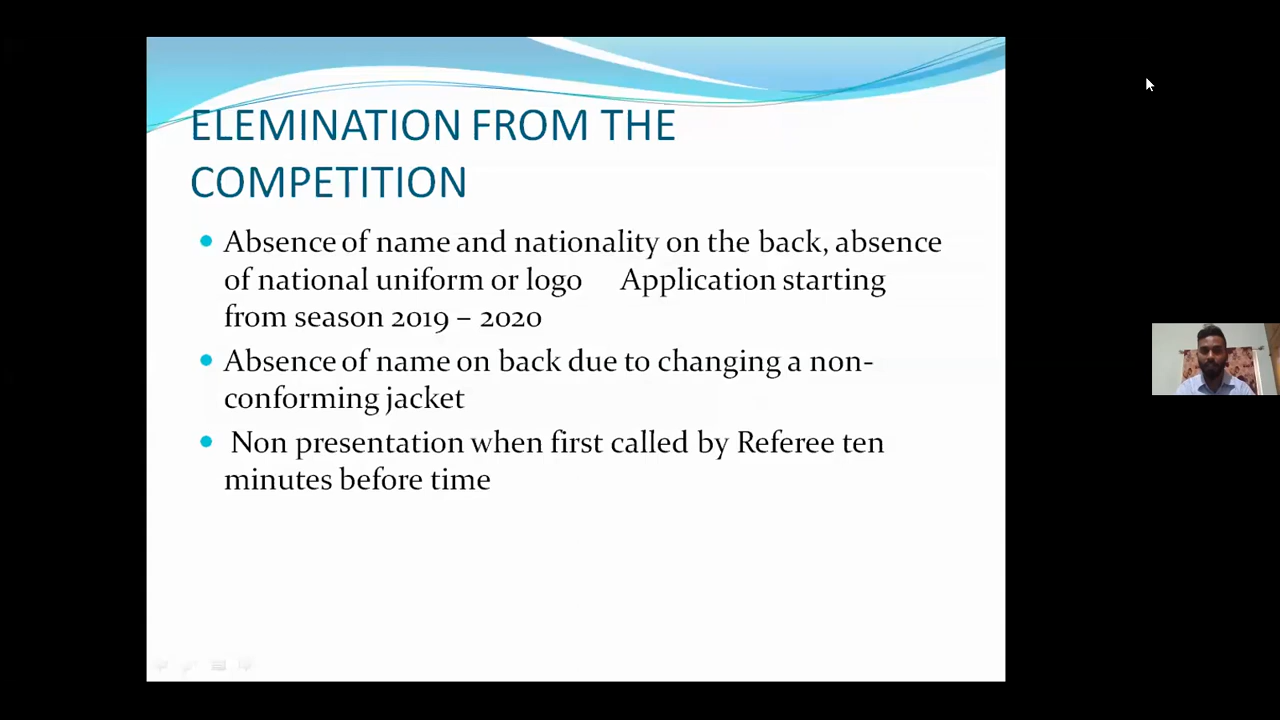 ELEMINATION FROM THE
COMPETITION
Absence of name and nationality on the back, absence
of national uniform or logo Application starting
from season 2019 – 2020
Absence of name on back due to changing a non-
conforming jacket
Non presentation when first called by Referee ten
minutes before time